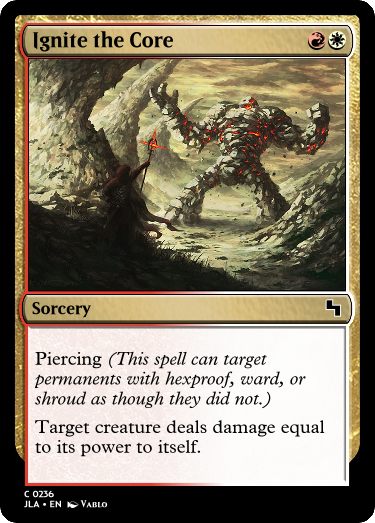 Ignite the Core
Sorcery
Piercing (This spell can target
permanents with hexproof, ward, or
shroud as though they did not.)
Target creature deals damage equal
to its power to itself.
C 0236
JLA • EN Vablo